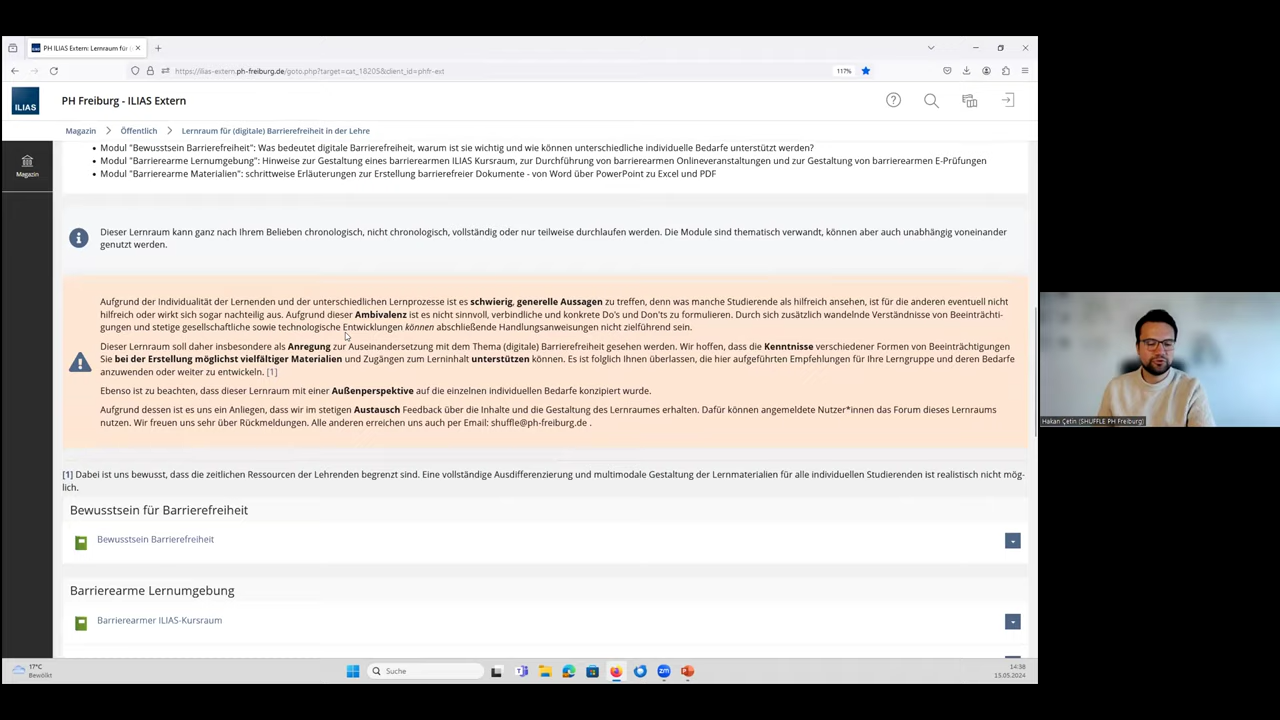 PH ILIAS Extern: Lernraum für (
https://ilias-extern.ph-freiburg.de/goto.php?target=cat_18205&client_id=phfr-ext
117%
ILIAS
PH Freiburg - ILIAS Extern
Magazin > Öffentlich > Lernraum für (digitale) Barrierefreiheit in der Lehre
Magazin
• Modul "Bewusstsein Barrierefreiheit": Was bedeutet digitale Barrierefreiheit, warum ist sie wichtig und wie können unterschiedliche individuelle Bedarfe unterstützt werden?
• Modul "Barrierearme Lernumgebung": Hinweise zur Gestaltung eines barrierearmen ILIAS Kursraum, zur Durchführung von barrierearmen Onlineveranstaltungen und zur Gestaltung von barrierearmen E-Prüfungen
• Modul "Barrierearme Materialien": schrittweise Erläuterungen zur Erstellung barrierefreier Dokumente - von Word über PowerPoint zu Excel und PDF
Dieser Lernraum kann ganz nach Ihrem Belieben chronologisch, nicht chronologisch, vollständig oder nur teilweise durchlaufen werden. Die Module sind thematisch verwandt, können aber auch unabhängig voneinander
genutzt werden.
Aufgrund der Individualität der Lernenden und der unterschiedlichen Lernprozesse ist es schwierig, generelle Aussagen zu treffen, denn was manche Studierende als hilfreich ansehen, ist für die anderen eventuell nicht
hilfreich oder wirkt sich sogar nachteilig aus. Aufgrund dieser Ambivalenz ist es nicht sinnvoll, verbindliche und konkrete Do's und Don'ts zu formulieren. Durch sich zusätzlich wandelnde Verständnisse von Beeinträchti-
gungen und stetige gesellschaftliche sowie technologische Entwicklungen können abschließende Handlungsanweisungen nicht zielführend sein.
Dieser Lernraum soll daher insbesondere als Anregung zur Auseinandersetzung mit dem Thema (digitale) Barrierefreiheit gesehen werden. Wir hoffen, dass die Kenntnisse verschiedener Formen von Beeinträchtigungen
Sie bei der Erstellung möglichst vielfältiger Materialien und Zugängen zum Lerninhalt unterstützen können. Es ist folglich Ihnen überlassen, die hier aufgeführten Empfehlungen für Ihre Lerngruppe und deren Bedarfe
anzuwenden oder weiter zu entwickeln. [1]
Ebenso ist zu beachten, dass dieser Lernraum mit einer Außenperspektive auf die einzelnen individuellen Bedarfe konzipiert wurde.
Aufgrund dessen ist es uns ein Anliegen, dass wir im stetigen Austausch Feedback über die Inhalte und die Gestaltung des Lernraumes erhalten. Dafür können angemeldete Nutzer*innen das Forum dieses Lernraums
nutzen. Wir freuen uns sehr über Rückmeldungen. Alle anderen erreichen uns auch per Email: shuffle@ph-freiburg.de .
[1] Dabei ist uns bewusst, dass die zeitlichen Ressourcen der Lehrenden begrenzt sind. Eine vollständige Ausdifferenzierung und multimodale Gestaltung der Lernmaterialien für alle individuellen Studierenden ist realistisch nicht mög-
lich.
Bewusstsein für Barrierefreiheit
Bewusstsein Barrierefreiheit
Barrierearme Lernumgebung
Barrierearmer ILIAS-Kursraum
Hakan Çetin (SHUFFLE PH Freiburg)
17°C
Bewölkt
Suche
14:38
15.05.2024